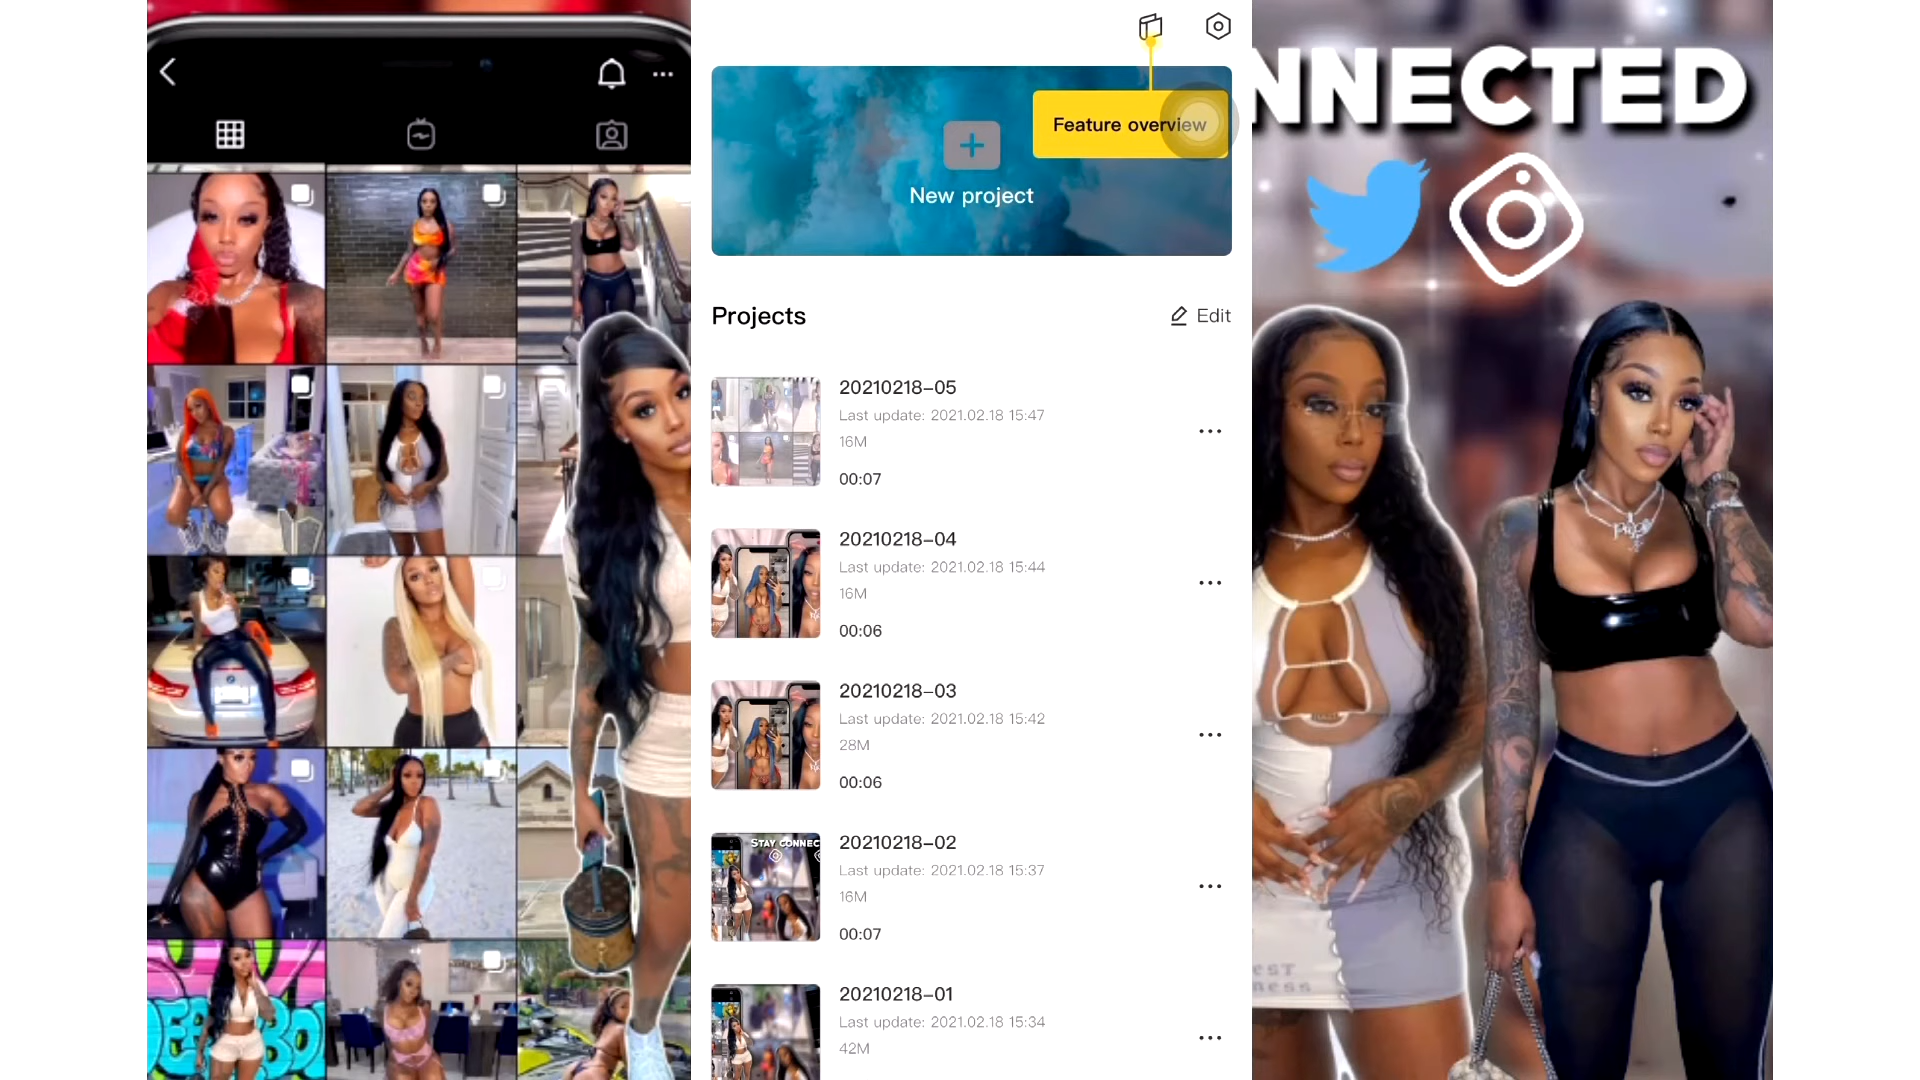 Feature overview
New project
Projects
Edit
20210218-05
Last update: 2021.02.18 15:47
16M
00:07
20210218-04
Last update: 2021.02.18 15:44
16M
00:06
20210218-03
Last update: 2021.02.18 15:42
28M
00:06
STAY CONNEC
20210218-02
Last update: 2021.02.18 15:37
16M
00:07
20210218-01
Last update: 2021.02.18 15:34
42M
NNECTED